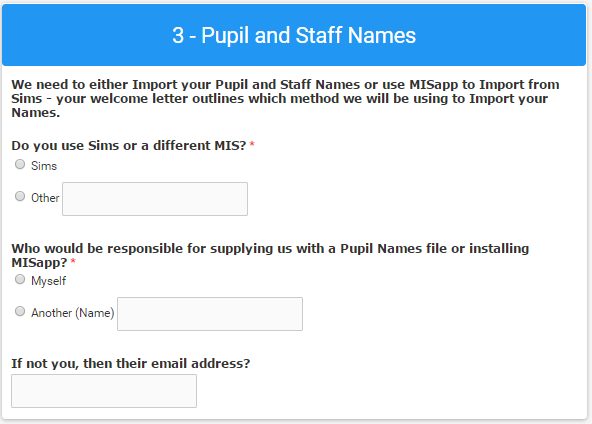 3 - Pupil and Staff Names
We need to either Import your Pupil and Staff Names or use MISapp to Import from
Sims - your welcome letter outlines which method we will be using to Import your
Names.
Do you use Sims or a different MIS? *
Sims
Other
Who would be responsible for supplying us with a Pupil Names file or installing
MISapp? *
Myself
Another (Name)
If not you, then their email address?